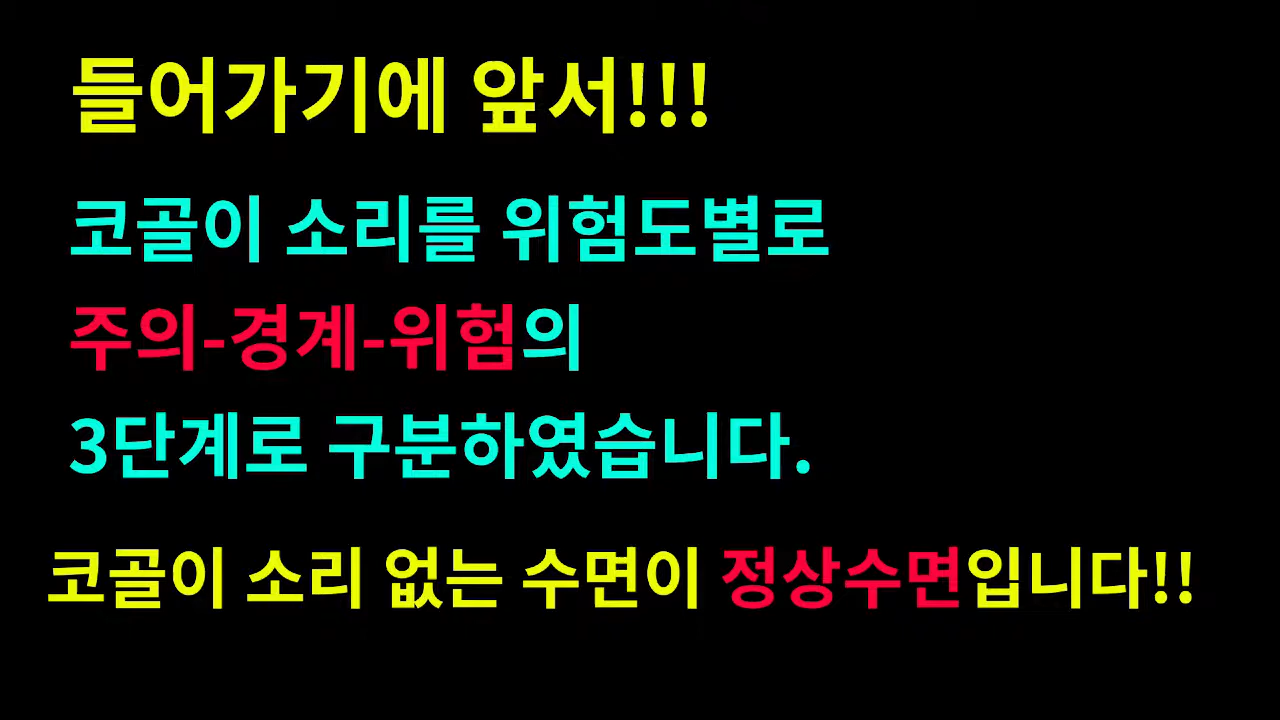 들어가기에 앞서!!!
코골이 소리를 위험도별로
주의-경계-위험의
3단계로 구분하였습니다.
코골이 소리 없는 수면이 정상수면입니다!!